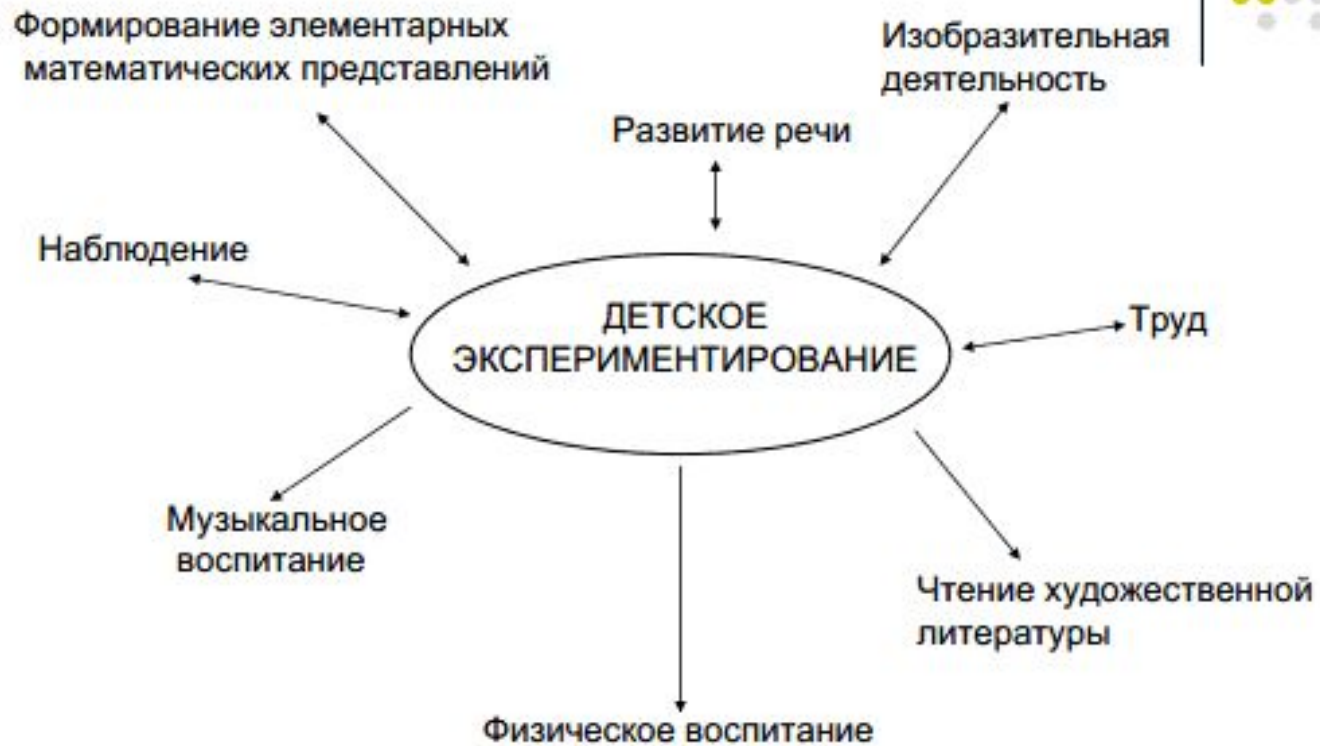 Формирование элементарных
математических представлений
Изобразительная
деятельность
Развитие речи
Наблюдение
ДЕТСКОЕ
ЭКСПЕРИМЕНТИРОВАНИЕ
Труд
Музыкальное
воспитание
Чтение художественной
литературы
Физическое воспитание